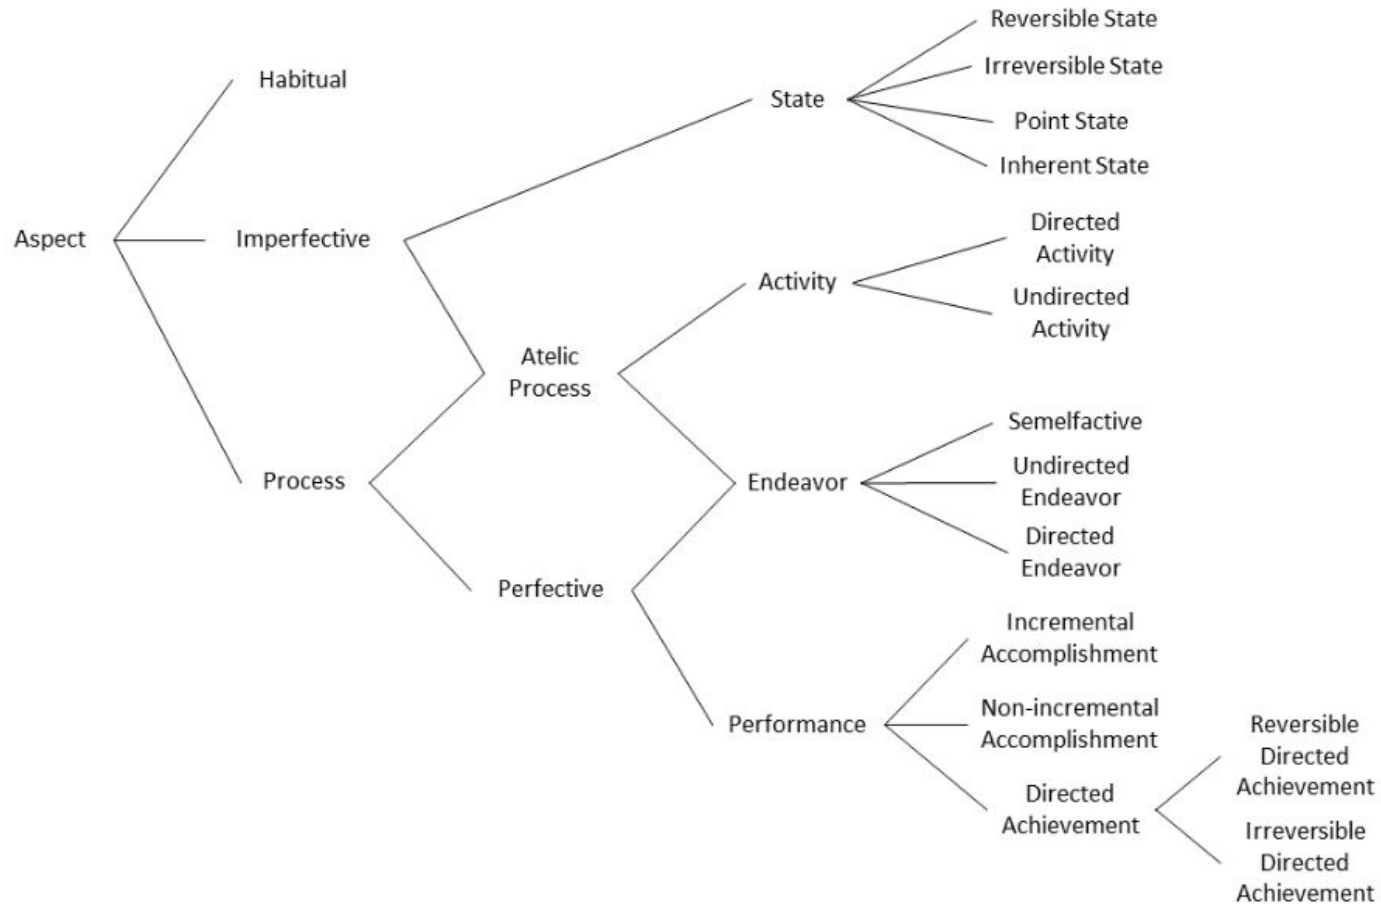 Aspect
Habitual
Imperfective
Process
Atelic
Process
Perfective
State
Activity
Endeavor
Performance
Reversible State
Irreversible State
Point State
Inherent State
Directed
Activity
Undirected
Activity
Semelfactive
Undirected
Endeavor
Directed
Endeavor
Incremental
Accomplishment
Non-incremental
Accomplishment
Directed
Achievement
Reversible
Directed
Achievement
Irreversible
Directed
Achievement